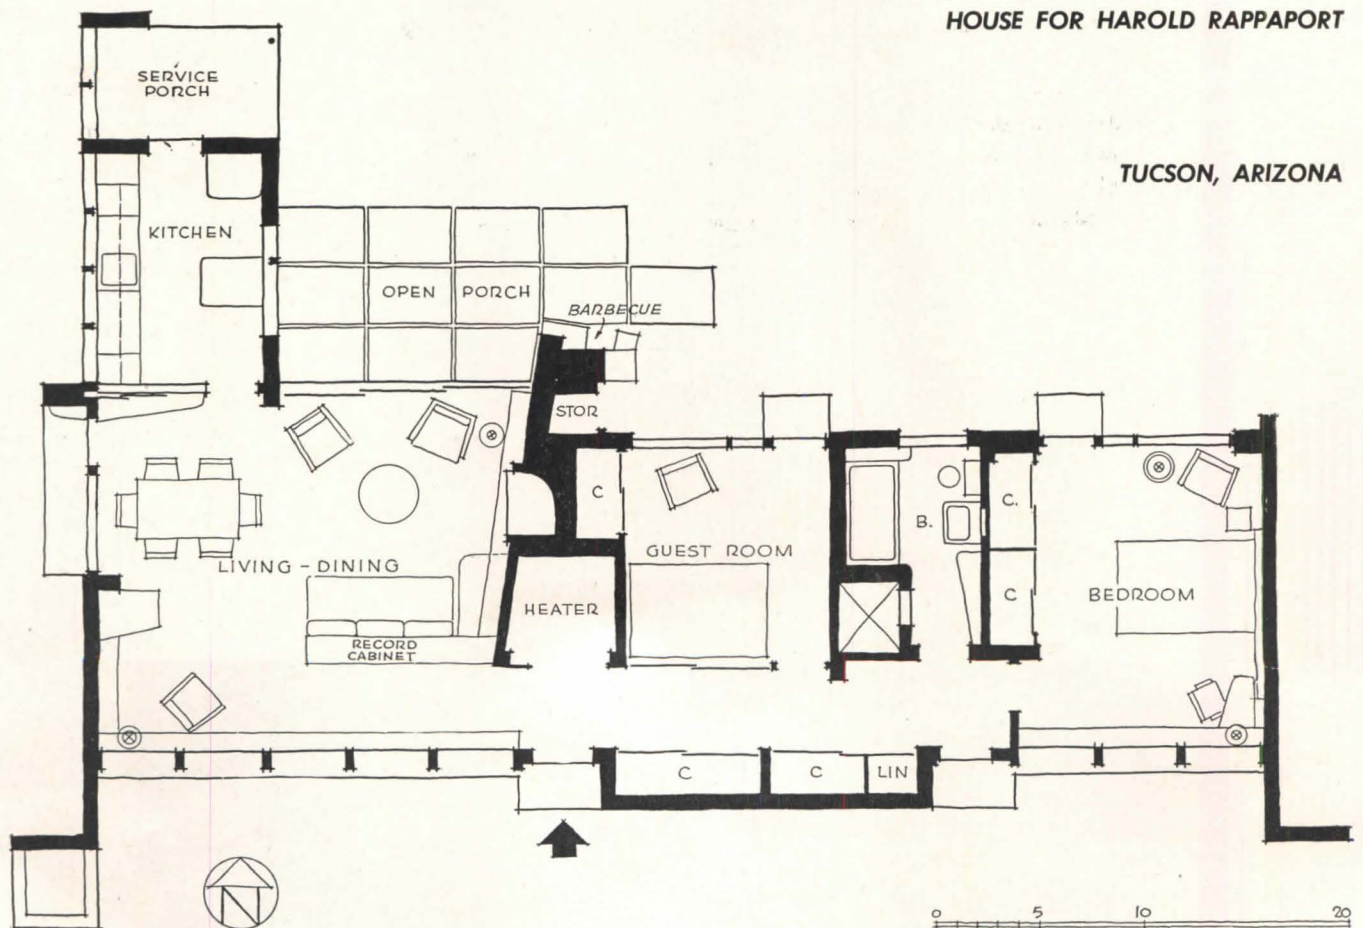 HOUSE FOR HAROLD RAPPAPORT
TUCSON, ARIZONA
SERVICE
PORCH
KITCHEN
OPEN PORCH
BARBECUE
STOR
C
C.
B.
GUEST ROOM
LIVING - DINING
HEATER
C
BEDROOM
RECORD
CABINET
C
C
LIN
N
0 5 10 20